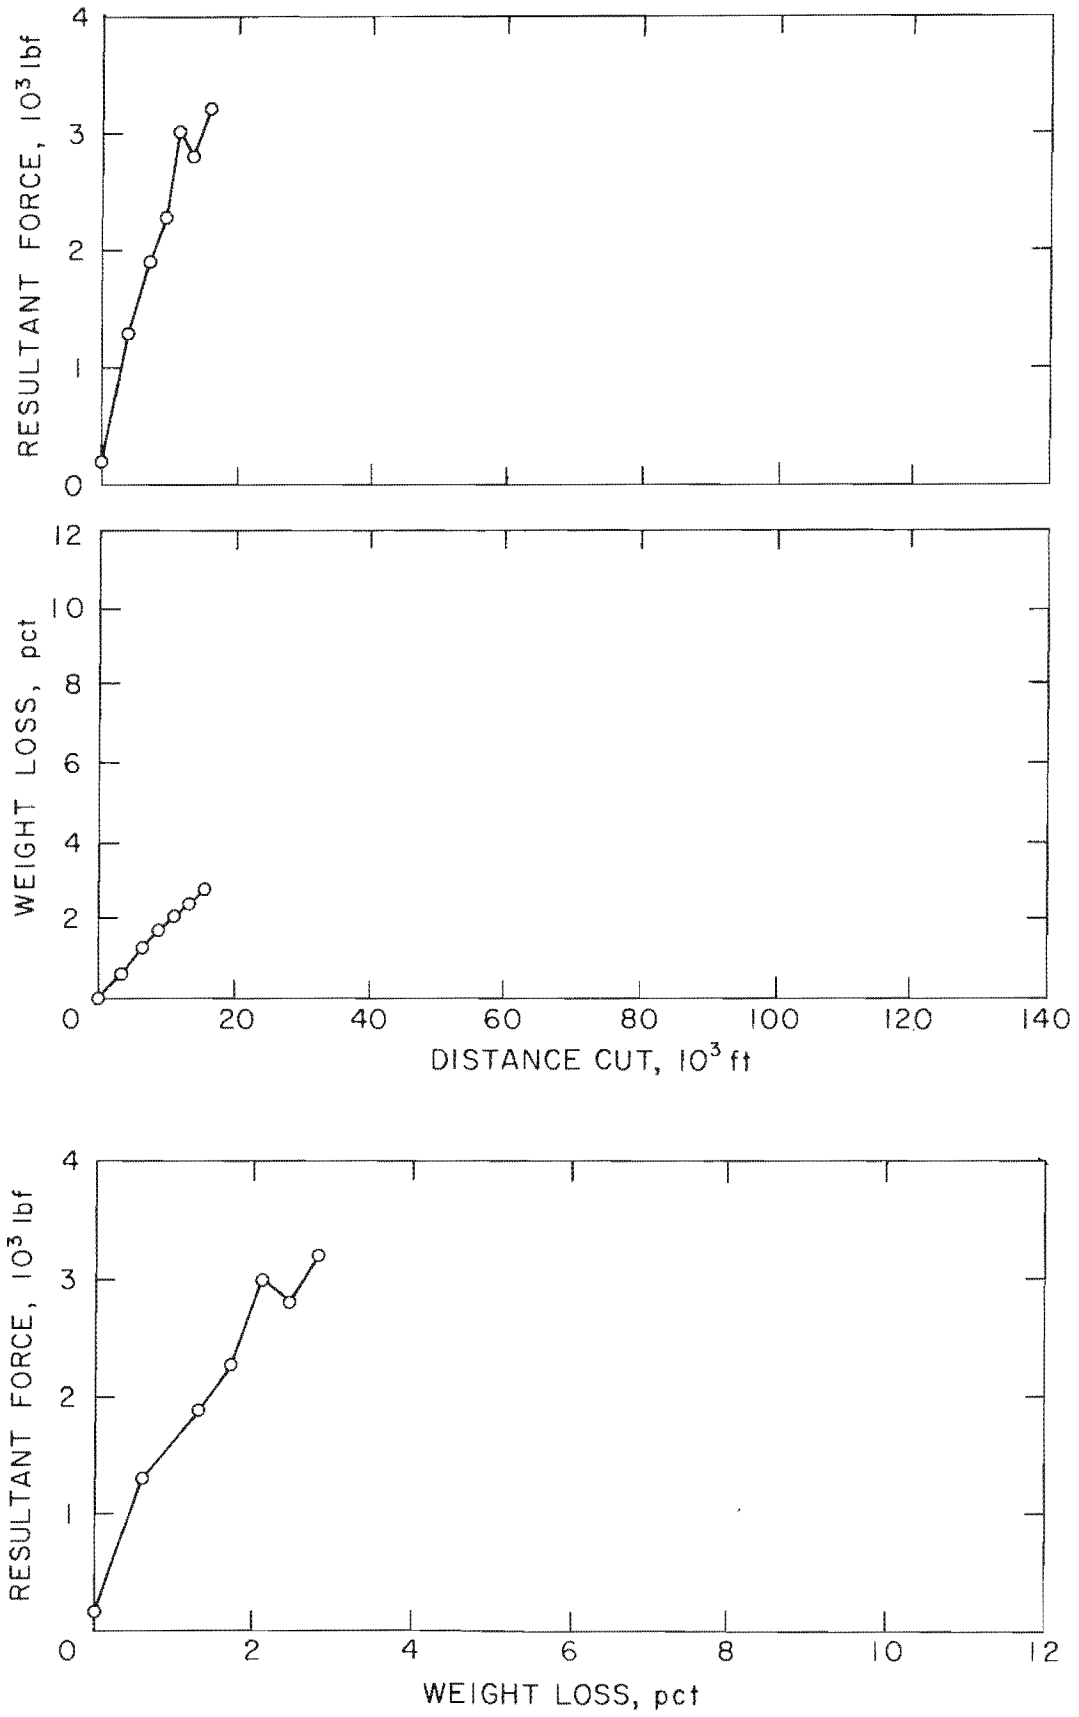 RESULTANT FORCE, 10³ lbf
4
3
2
1
0
WEIGHT LOSS, pct
12
10
8
6
4
2
0 20 40 60 80 100 120 140
DISTANCE CUT, 10³ ft
RESULTANT FORCE, 10³ lbf
4
3
2
1
0 2 4 6 8 10 12
WEIGHT LOSS, pct